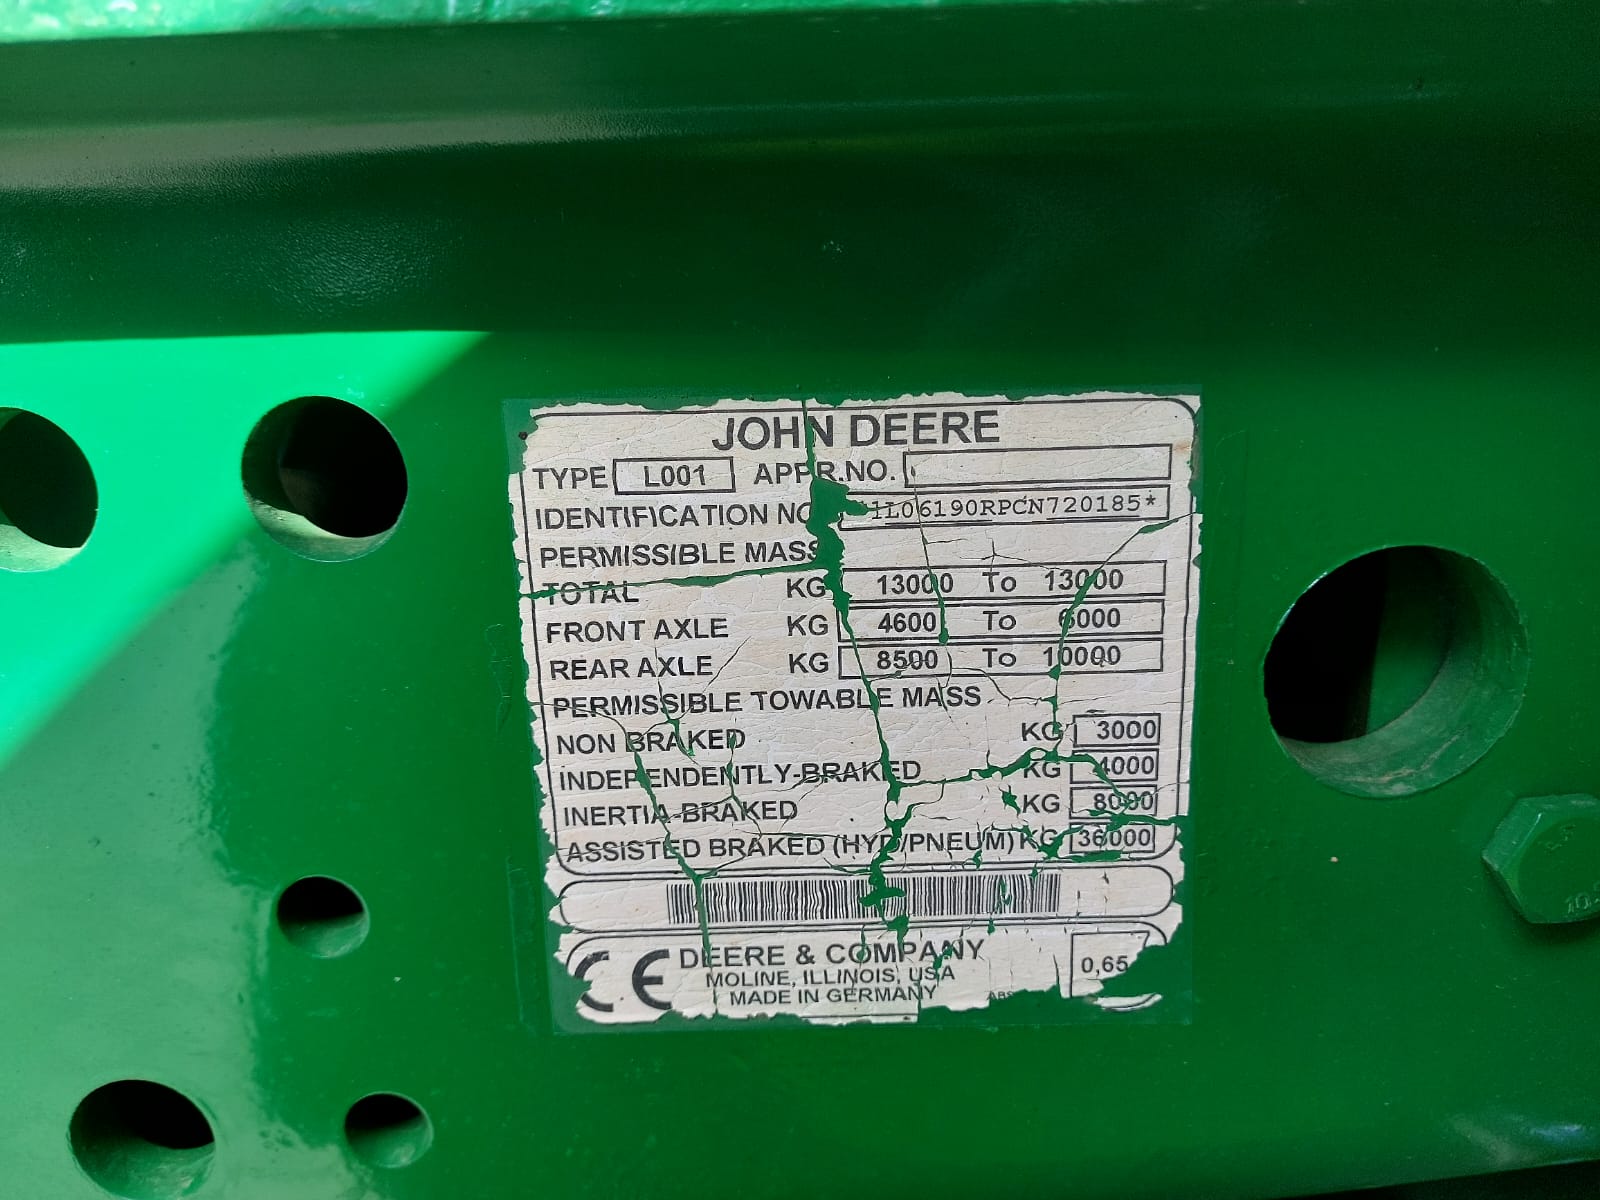 JOHN DEERE
TYPE L001 APPR.NO.
IDENTIFICATION NO 1L06190RPCN720185*
PERMISSIBLE MASS
TOTAL KG 13000 To 13000
FRONT AXLE KG 4600 To 6000
REAR AXLE KG 8500 To 10000
PERMISSIBLE TOWABLE MASS
NON BRAKED KG 3000
INDEPENDENTLY-BRAKED KG 4000
INERTIA-BRAKED KG 8000
ASSISTED BRAKED (HYD/PNEUM) KG 36000
CE DEERE & COMPANY 0,65
MOLINE, ILLINOIS, USA
MADE IN GERMANY